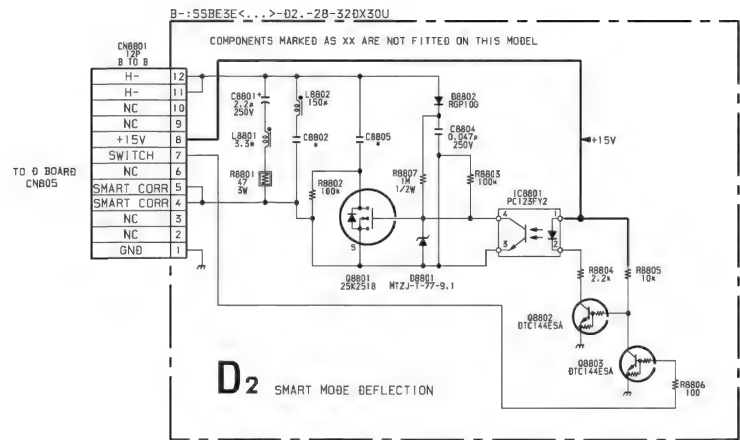 B-:SSBE3E<...>-D2.-28-32DX30U
COMPONENTS MARKED AS XX ARE NOT FITTED ON THIS MODEL
CN8801
12P
B TO B
H- 12
H- 11
NC 10
NC 9
+15V 8
SWITCH 7
NC 6
SMART CORR 5
SMART CORR 4
NC 3
NC 2
GND 1
TO D BOARD
CN805
C8801 +
2.2µ
250V
L8802
150µ
L8801
3.3µ
C8802
*
R8801
47
3W
C8805
*
R8802
100k
D8802
RGP10G
C8804
0.047µ
250V
R8807
1M
1/2W
R8803
100k
+15V
IC8801
PC123FY2
4
1
3
2
S
Q8801
2SK2518
D8801
MTZJ-T-77-9.1
R8804
2.2k
R8805
10k
Q8802
DTC144ESA
Q8803
DTC144ESA
R8806
100
D2 SMART MODE DEFLECTION